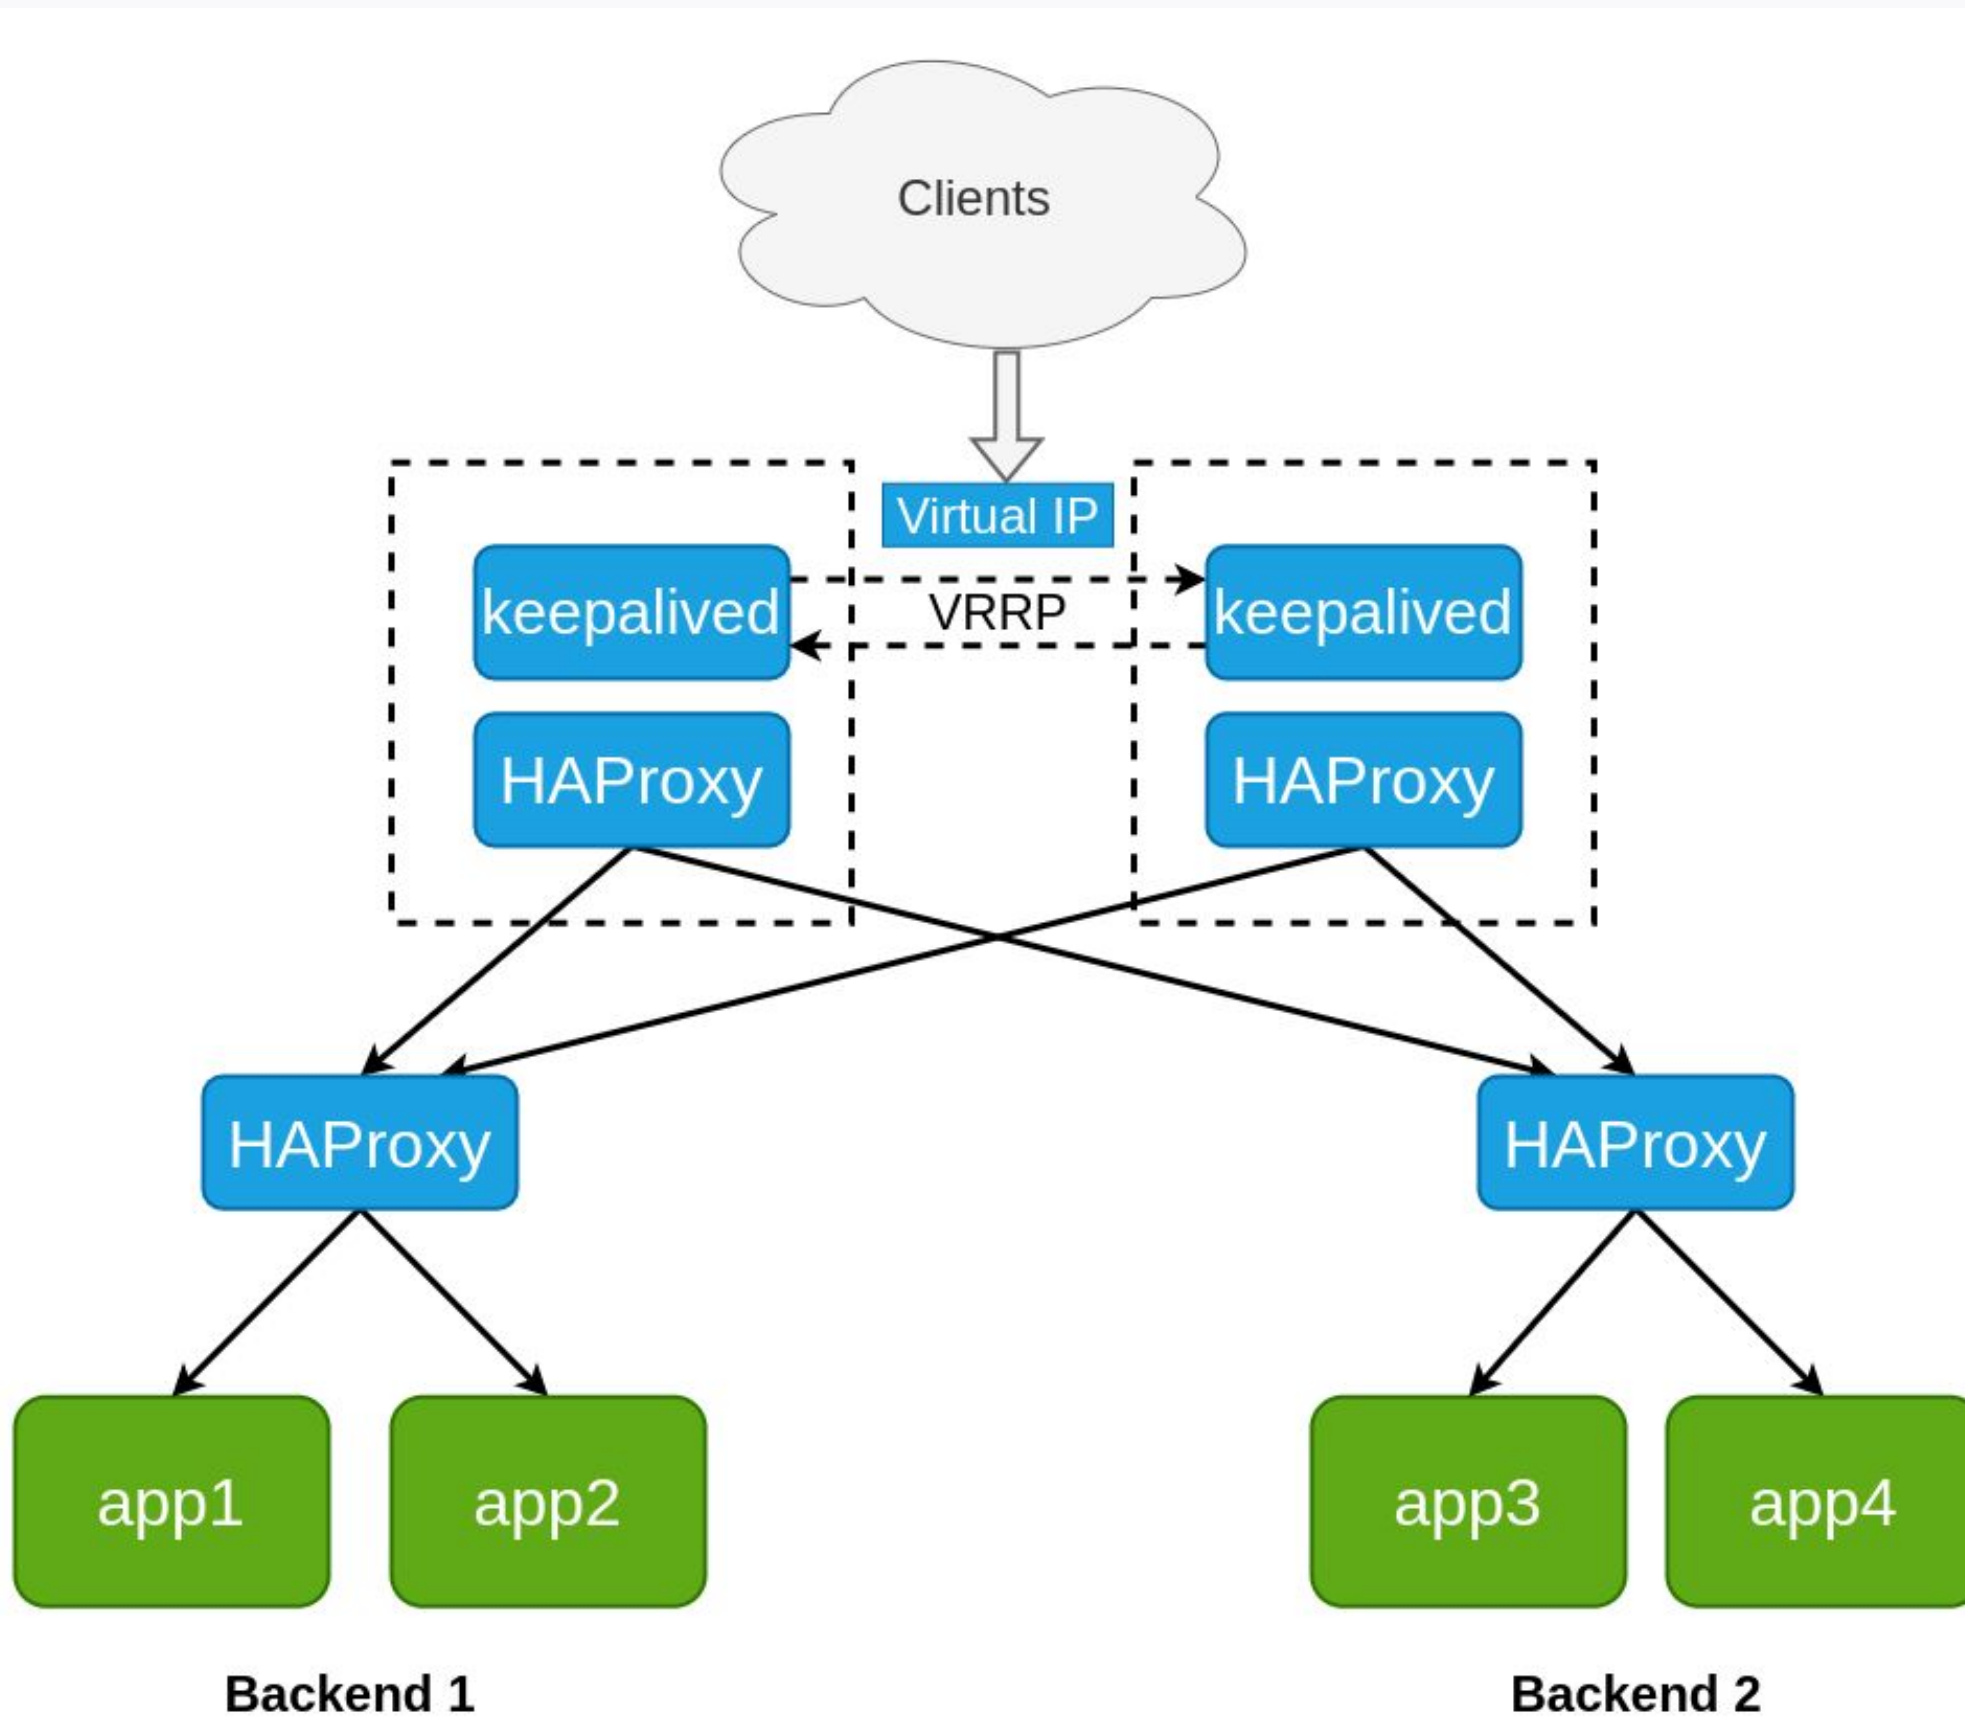 Clients
Virtual IP
keepalived
VRRP
keepalived
HAProxy
HAProxy
HAProxy
HAProxy
app1
app2
app3
app4
Backend 1
Backend 2